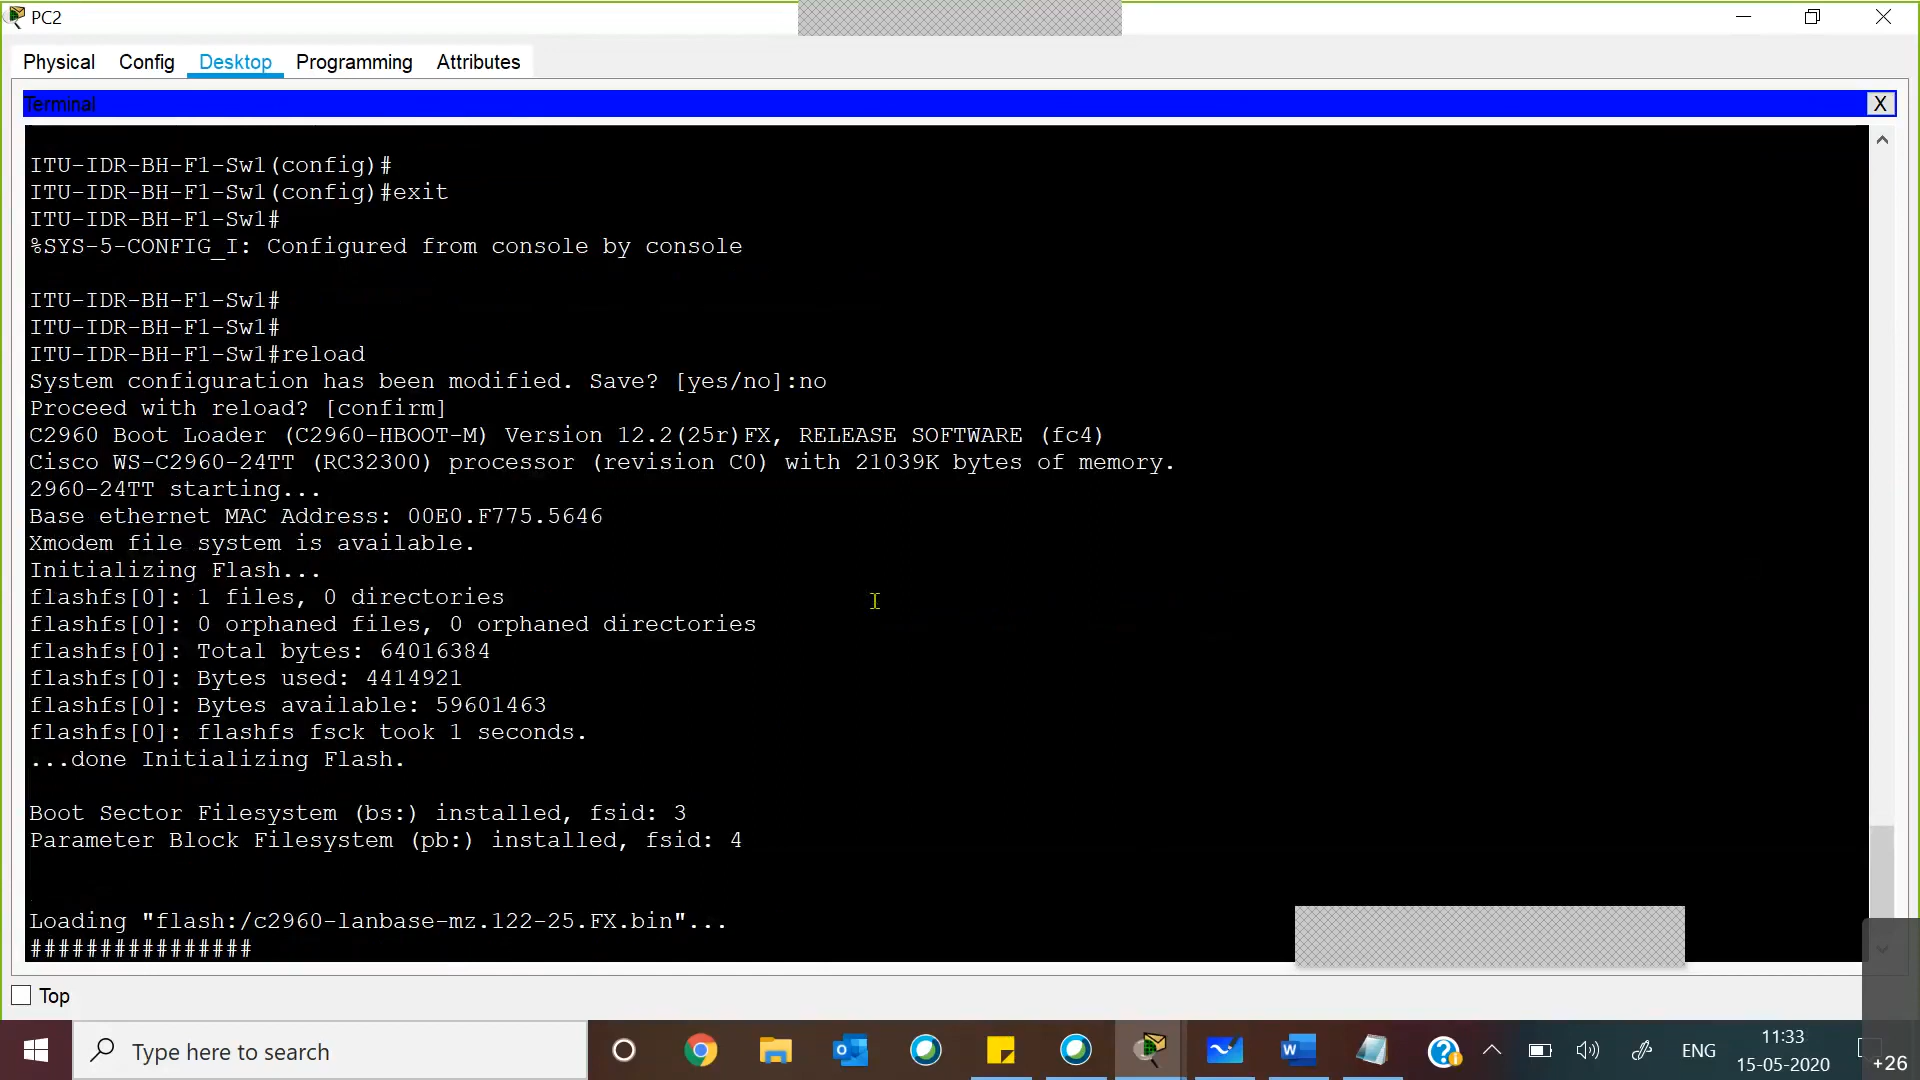 PC2
Physical Config Desktop Programming Attributes
Terminal
X
ITU-IDR-BH-F1-Sw1(config)#
ITU-IDR-BH-F1-Sw1(config)#exit
ITU-IDR-BH-F1-Sw1#
%SYS-5-CONFIG_I: Configured from console by console
ITU-IDR-BH-F1-Sw1#
ITU-IDR-BH-F1-Sw1#
ITU-IDR-BH-F1-Sw1#reload
System configuration has been modified. Save? [yes/no]:no
Proceed with reload? [confirm]
C2960 Boot Loader (C2960-HBOOT-M) Version 12.2(25r)FX, RELEASE SOFTWARE (fc4)
Cisco WS-C2960-24TT (RC32300) processor (revision C0) with 21039K bytes of memory.
2960-24TT starting...
Base ethernet MAC Address: 00E0.F775.5646
Xmodem file system is available.
Initializing Flash...
flashfs[0]: 1 files, 0 directories
flashfs[0]: 0 orphaned files, 0 orphaned directories
flashfs[0]: Total bytes: 64016384
flashfs[0]: Bytes used: 4414921
flashfs[0]: Bytes available: 59601463
flashfs[0]: flashfs fsck took 1 seconds.
...done Initializing Flash.
Boot Sector Filesystem (bs:) installed, fsid: 3
Parameter Block Filesystem (pb:) installed, fsid: 4
Loading "flash:/c2960-lanbase-mz.122-25.FX.bin"...
################
Top
Type here to search
ENG
11:33
15-05-2020
+26